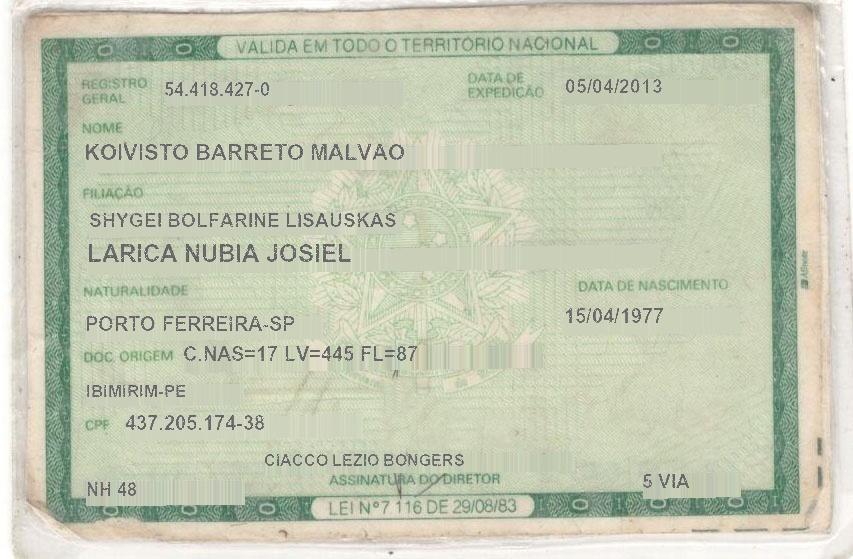 VÁLIDA EM TODO O TERRITÓRIO NACIONAL
REGISTRO GERAL 54.418.427-0 DATA DE EXPEDIÇÃO 05/04/2013
NOME
KOIVISTO BARRETO MALVAO
FILIAÇÃO
SHYGEI BOLFARINE LISAUSKAS
LARICA NUBIA JOSIEL
NATURALIDADE DATA DE NASCIMENTO
PORTO FERREIRA-SP 15/04/1977
DOC ORIGEM C.NAS=17 LV=445 FL=87
IBIMIRIM-PE
CPF 437.205.174-38
CIACCO LEZIO BONGERS
NH 48 ASSINATURA DO DIRETOR 5 VIA
LEI Nº 7 116 DE 29/08/83